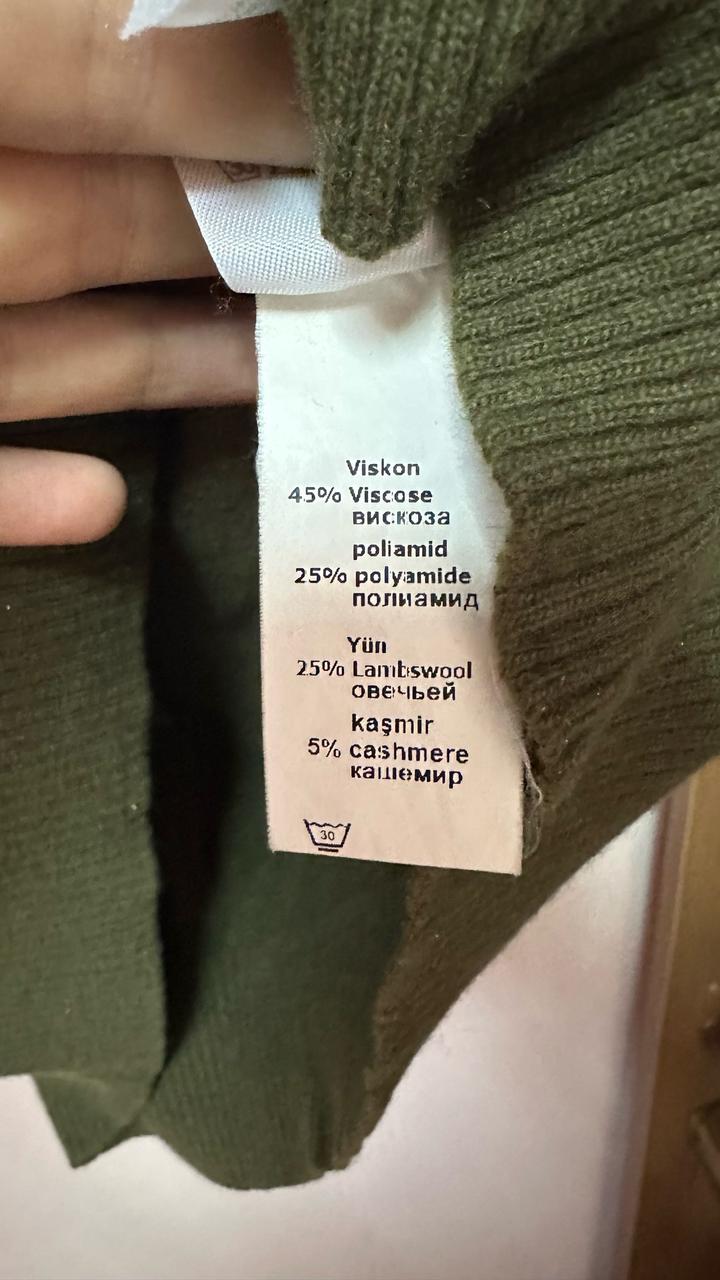 Viskon
45% Viscose
вискоза
poliamid
25% polyamide
полиамид
Yün
25% Lambswool
овечьей
kaşmir
5% cashmere
кашемир
30